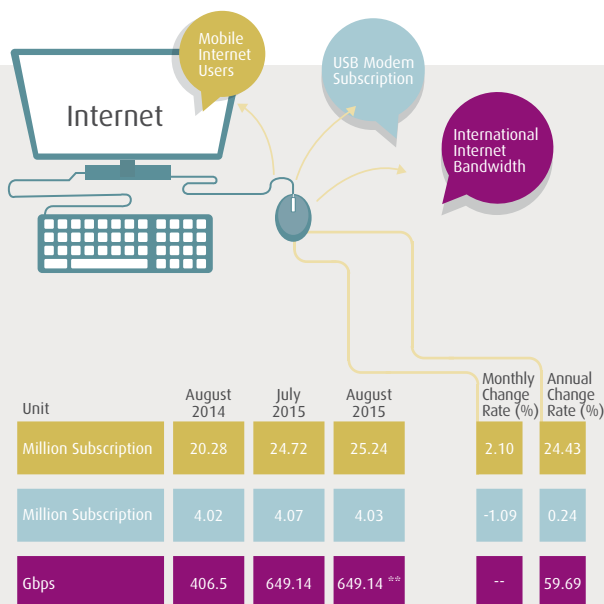 Mobile
Internet
Users
USB Modem
Subscription
Internet
International
Internet
Bandwidth
Unit
August
2014
July
2015
August
2015
Monthly
Change
Rate (%)
Annual
Change
Rate (%)
Million Subscription 20.28 24.72 25.24 2.10 24.43
Million Subscription 4.02 4.07 4.03 -1.09 0.24
Gbps 406.5 649.14 649.14 ** -- 59.69